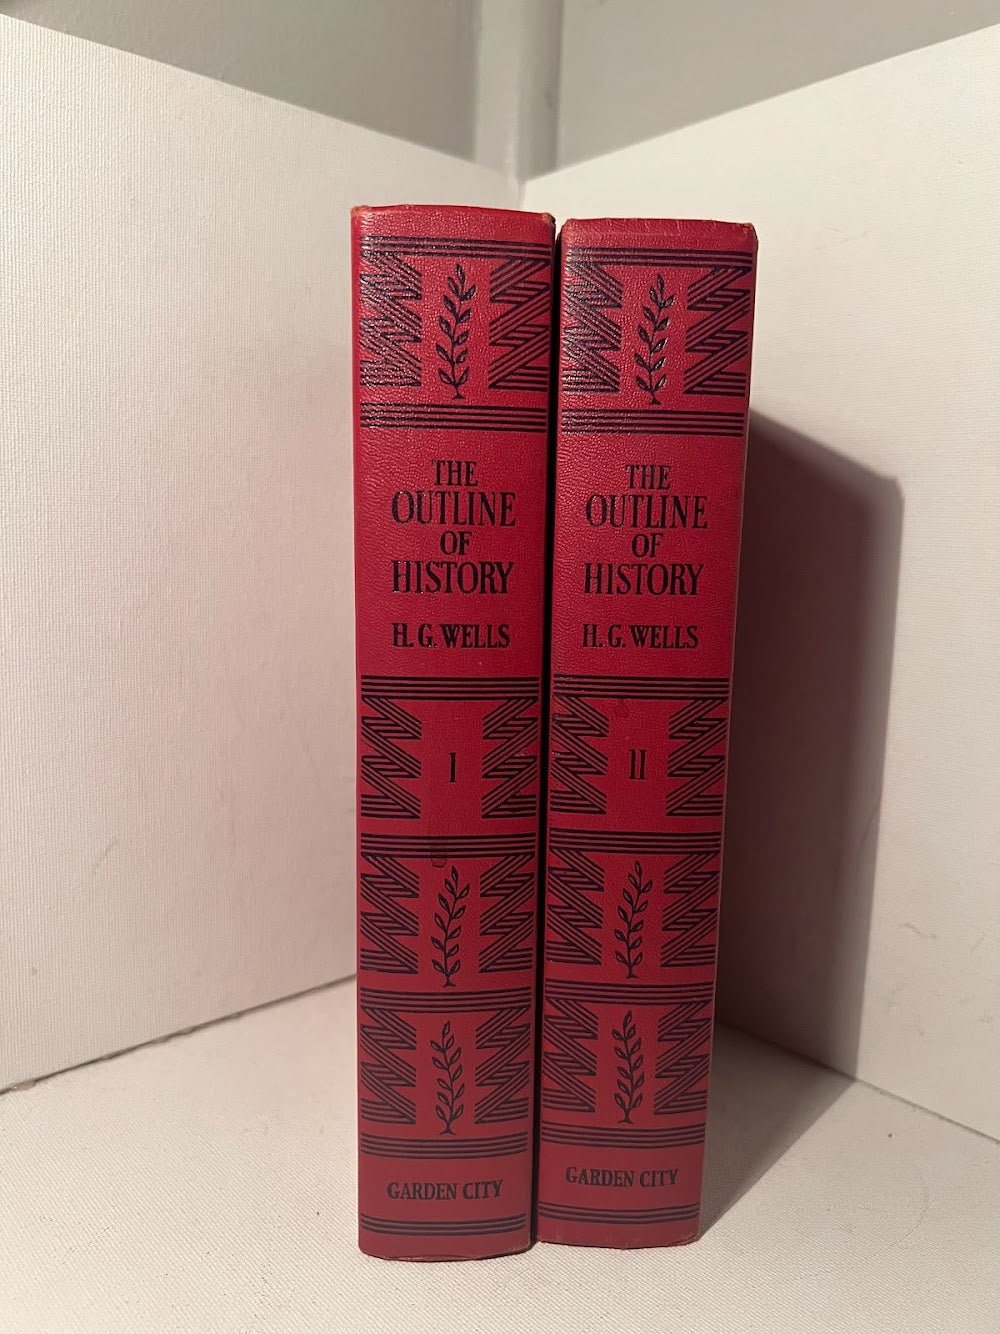 THE
OUTLINE
OF
HISTORY
H. G. WELLS
I
GARDEN CITY
THE
OUTLINE
OF
HISTORY
H. G. WELLS
II
GARDEN CITY